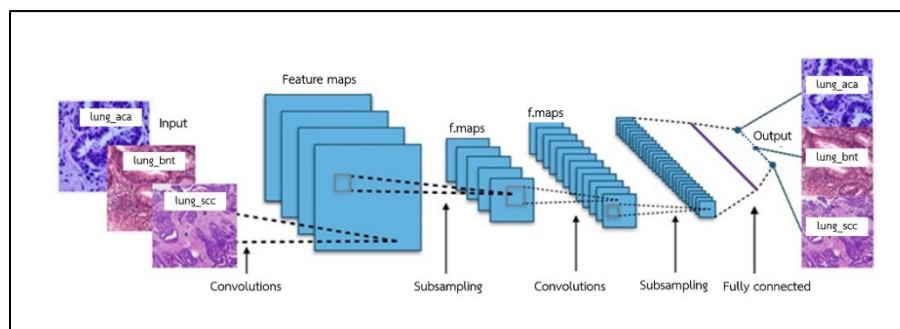 lung_aca
lung_bnt
lung_scc
Input
Feature maps
f.maps
f.maps
Output
lung_aca
lung_bnt
lung_scc
Convolutions
Subsampling
Convolutions
Subsampling
Fully connected